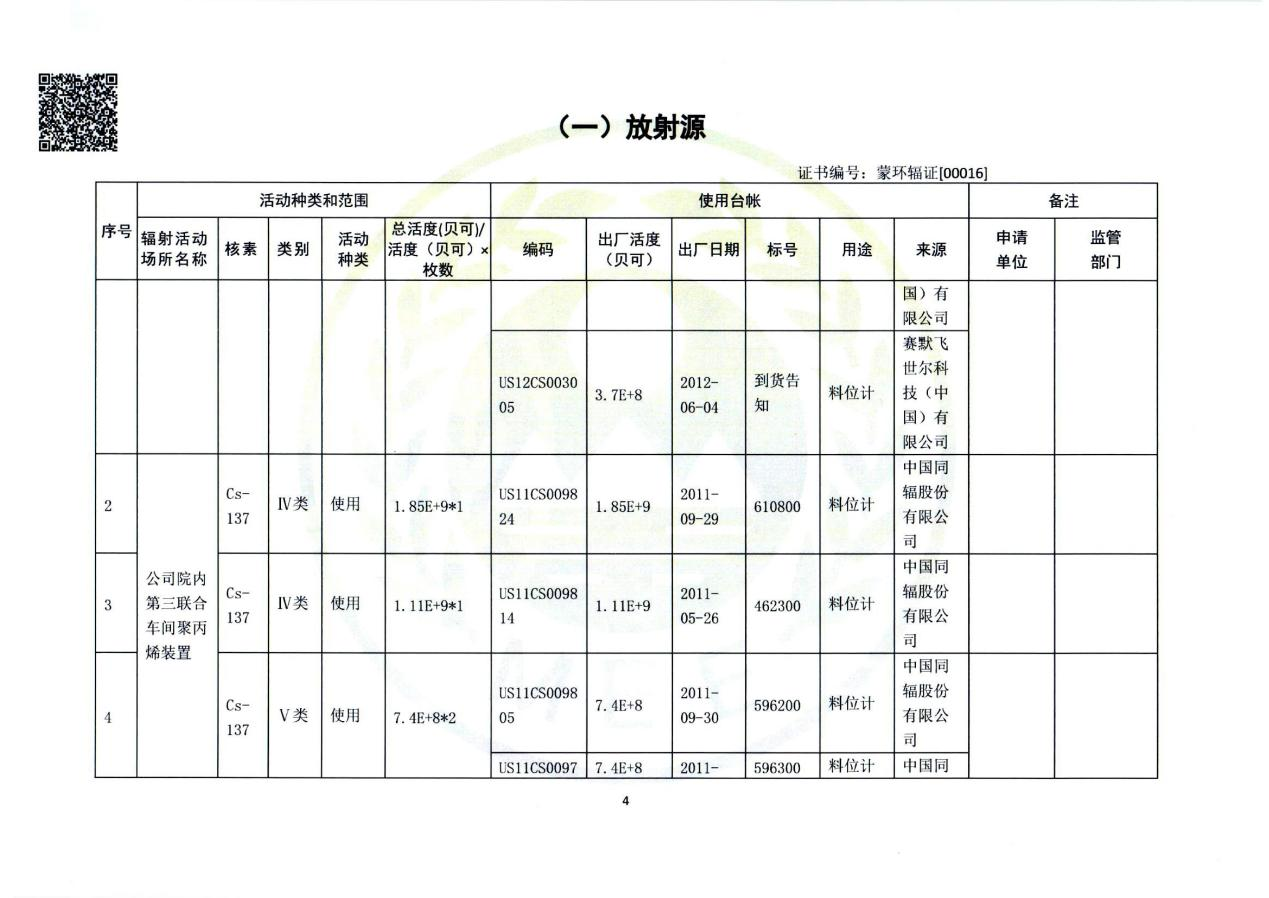 （一）放射源
证书编号：蒙环辐证[00016]
序号
活动种类和范围
使用台帐
备注
辐射活动
场所名称
核素
类别
活动
种类
总活度(贝可)/
活度（贝可）×
枚数
编码
出厂活度
（贝可）
出厂日期
标号
用途
来源
申请
单位
监管
部门
国）有
限公司
US12CS0030
05
3.7E+8
2012-
06-04
到货告
知
料位计
赛默飞
世尔科
技（中
国）有
限公司
2
公司院内
第三联合
车间聚丙
烯装置
Cs-
137
Ⅳ类
使用
1.85E+9*1
US11CS0098
24
1.85E+9
2011-
09-29
610800
料位计
中国同
辐股份
有限公
司
3
Cs-
137
Ⅳ类
使用
1.11E+9*1
US11CS0098
14
1.11E+9
2011-
05-26
462300
料位计
中国同
辐股份
有限公
司
4
Cs-
137
Ⅴ类
使用
7.4E+8*2
US11CS0098
05
7.4E+8
2011-
09-30
596200
料位计
中国同
辐股份
有限公
司
US11CS0097
7.4E+8
2011-
596300
料位计
中国同
4